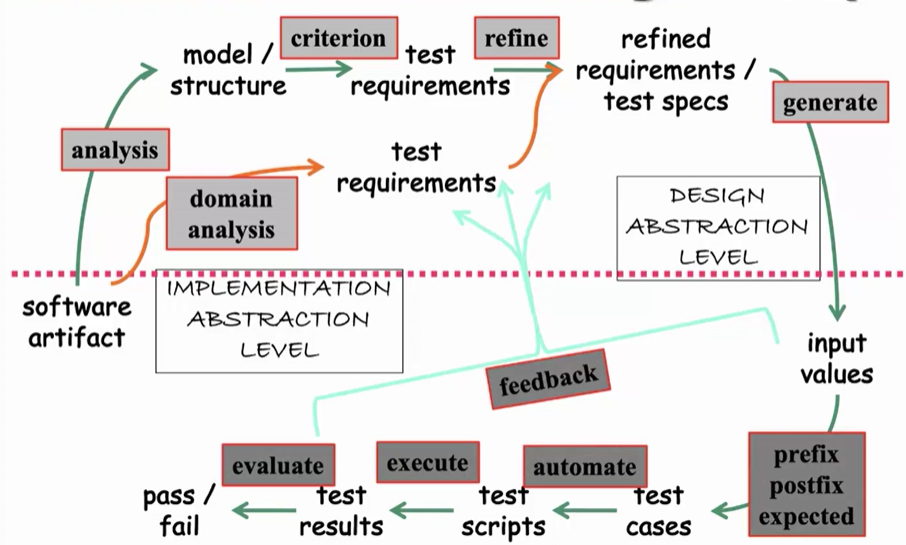 criterion
refine
model /
structure
test
requirements
refined
requirements /
test specs
generate
analysis
test
requirements
domain
analysis
DESIGN
ABSTRACTION
LEVEL
software
artifact
IMPLEMENTATION
ABSTRACTION
LEVEL
input
values
feedback
evaluate
execute
automate
prefix
postfix
expected
pass /
fail
test
results
test
scripts
test
cases